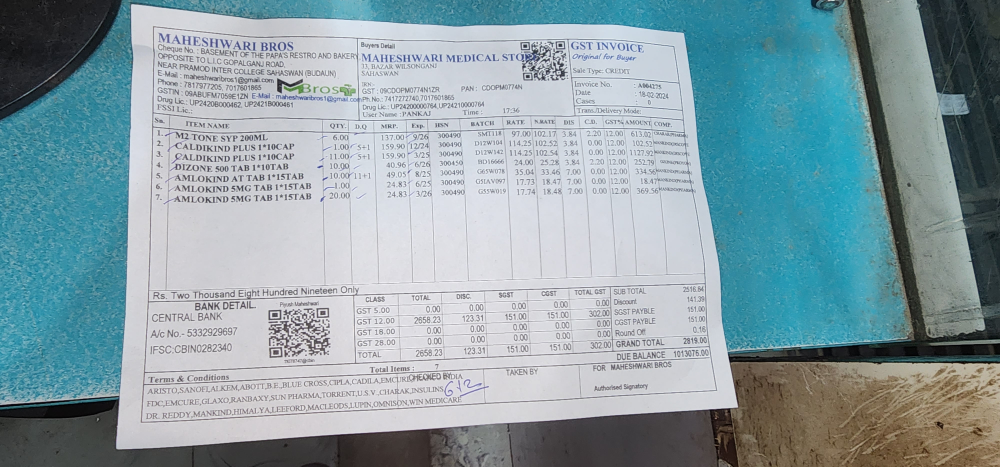 MAHESHWARI BROS
Cheque No. : BASEMENT OF THE PAPA'S RESTRO AND BAKERY
OPPOSITE TO L.I.C GOPALGANJ ROAD,
NEAR PRAMOD INTER COLLEGE SAHASWAN (BUDAUN)
E-Mail : maheshwaribros1@gmail.com
Phone : 7817977205, 7017601865
GSTIN : 09ABUFM7059E1ZN E-Mail : maheshwaribros1@gmail.com
Drug Lic.: UP2420B000462, UP2421B000461
FSSI Lic.:
M Bros
Buyers Detail
MAHESHWARI MEDICAL STORE
13, BAZAR WILSONGANJ
SAHASWAN
GST : 09CDOPM0774N1ZR PAN : CDOPM0774N
Ph.No : 7417272740,7017601865
Drug Lic.: UP24200000764,UP24210000764
User Name : PANKAJ Time : 17:36
GST INVOICE
Original for Buyer
Sale Type: CREDIT
Invoice No. : A004275
Date : 18-02-2024
Cases : 0
Trans./Delivery Mode:
Sn. ITEM NAME QTY. D.Q MRP. Exp. HSN BATCH RATE N.RATE DIS C.D. GST% AMOUNT COMP.
1. M2 TONE SYP 200ML 6.00 137.00 9/26 300490 SMT118 97.00 102.17 3.84 2.20 12.00 613.02
2. CALDIKIND PLUS 1*10CAP 1.00 5+1 159.90 12/24 300490 D12W104 114.25 102.52 3.84 0.00 12.00 102.52
3. CALDIKIND PLUS 1*10CAP 11.00 5+1 159.90 3/25 300490 D12W142 114.25 102.54 3.84 0.00 12.00 1127.92
4. DIZONE 500 TAB 1*10TAB 10.00 40.96 6/26 300450 BD16666 24.00 25.28 3.84 2.20 12.00 252.79
5. AMLOKIND AT TAB 1*15TAB 10.00 11+1 49.05 8/25 300490 G65W078 35.04 33.46 7.00 0.00 12.00 334.56
6. AMLOKIND 5MG TAB 1*15TAB 1.00 24.83 6/25 300490 17.73 18.47 7.00 0.00 12.00 18.47
7. AMLOKIND 5MG TAB 1*15TAB 20.00 24.83 3/26 300490 G55W019 17.74 18.48 7.00 0.00 12.00 369.56
Rs. Two Thousand Eight Hundred Nineteen Only
BANK DETAIL
CENTRAL BANK
A/c No.- 5332929697
IFSC:CBIN0282340
Piyush Maheshwari
CLASS TOTAL DISC. SGST CGST TOTAL GST
GST 5.00 0.00 0.00 0.00 0.00 0.00
GST 12.00 2658.23 123.31 151.00 151.00 302.00
GST 18.00 0.00 0.00 0.00 0.00 0.00
GST 28.00 0.00 0.00 0.00 0.00 0.00
TOTAL 2658.23 123.31 151.00 151.00 302.00
SUB TOTAL 2516.84
Discount 141.39
SGST PAYBLE 151.00
CGST PAYBLE 151.00
Round Off 0.16
GRAND TOTAL 2819.00
DUE BALANCE 1013076.00
Total Items : 7
Terms & Conditions
CHECKED BY
TAKEN BY
FOR MAHESHWARI BROS
Authorised Signatory
ARISTO,SANOFI,ALKEM,ABOTT,B.E.,BLUE CROSS,CIPLA,CADILA,EMCURE INDIA
FDC,EMCURE,GLAXO,RANBAXY,SUN PHARMA,TORRENT,U.S.V.,CHARAK,INSULINS
DR. REDDY,MANKIND,HIMALYA,LEEFORD,MACLEODS,LUPIN,OMNISON,WIN MEDICARE